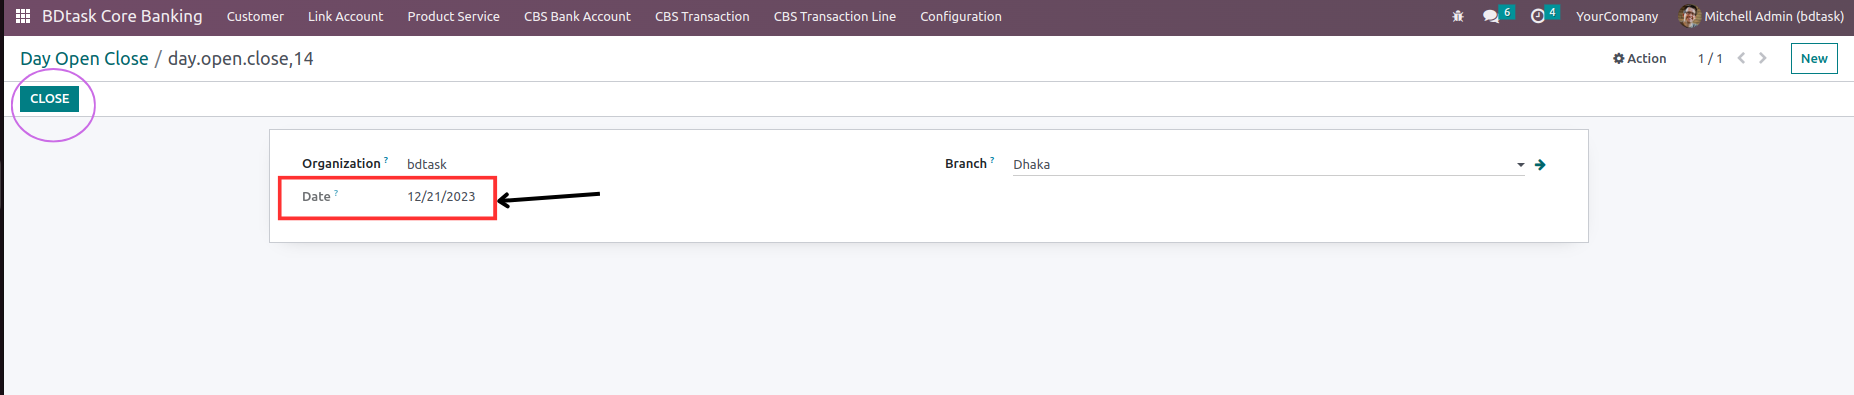 BDtask Core Banking Customer Link Account Product Service CBS Bank Account CBS Transaction CBS Transaction Line Configuration 6 4 YourCompany Mitchell Admin (bdtask)
Day Open Close / day.open.close,14 Action 1 / 1 New
CLOSE
Organization ? bdtask Branch ? Dhaka
Date ? 12/21/2023